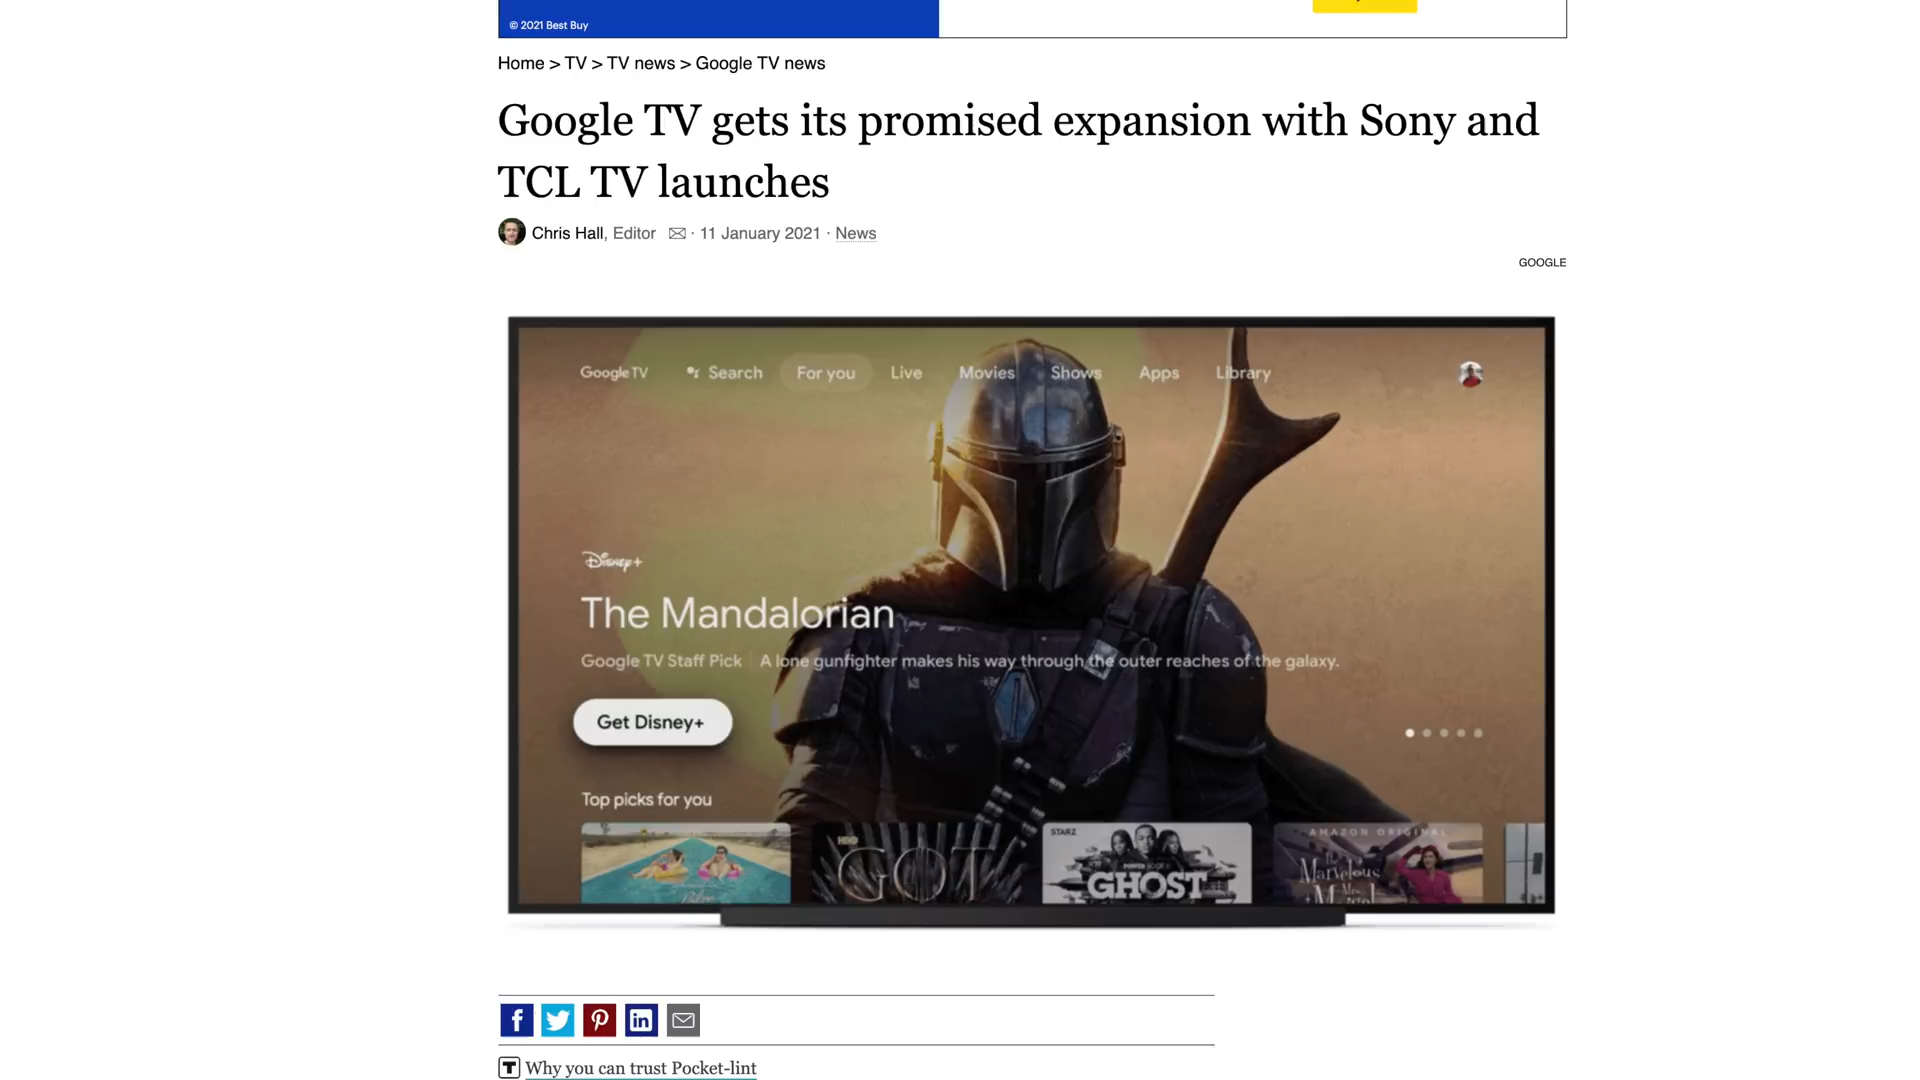 © 2021 Best Buy
Home > TV > TV news > Google TV news
Google TV gets its promised expansion with Sony and
TCL TV launches
Chris Hall, Editor · 11 January 2021 · News
GOOGLE
Google TV Search For you Live Movies Shows Apps Library
Disney+
The Mandalorian
Google TV Staff Pick A lone gunfighter makes his way through the outer reaches of the galaxy.
Get Disney+
Top picks for you
HBO
GOT
STARZ
GHOST
AMAZON ORIGINAL
The
Marvelous
Mrs.
Why you can trust Pocket-lint